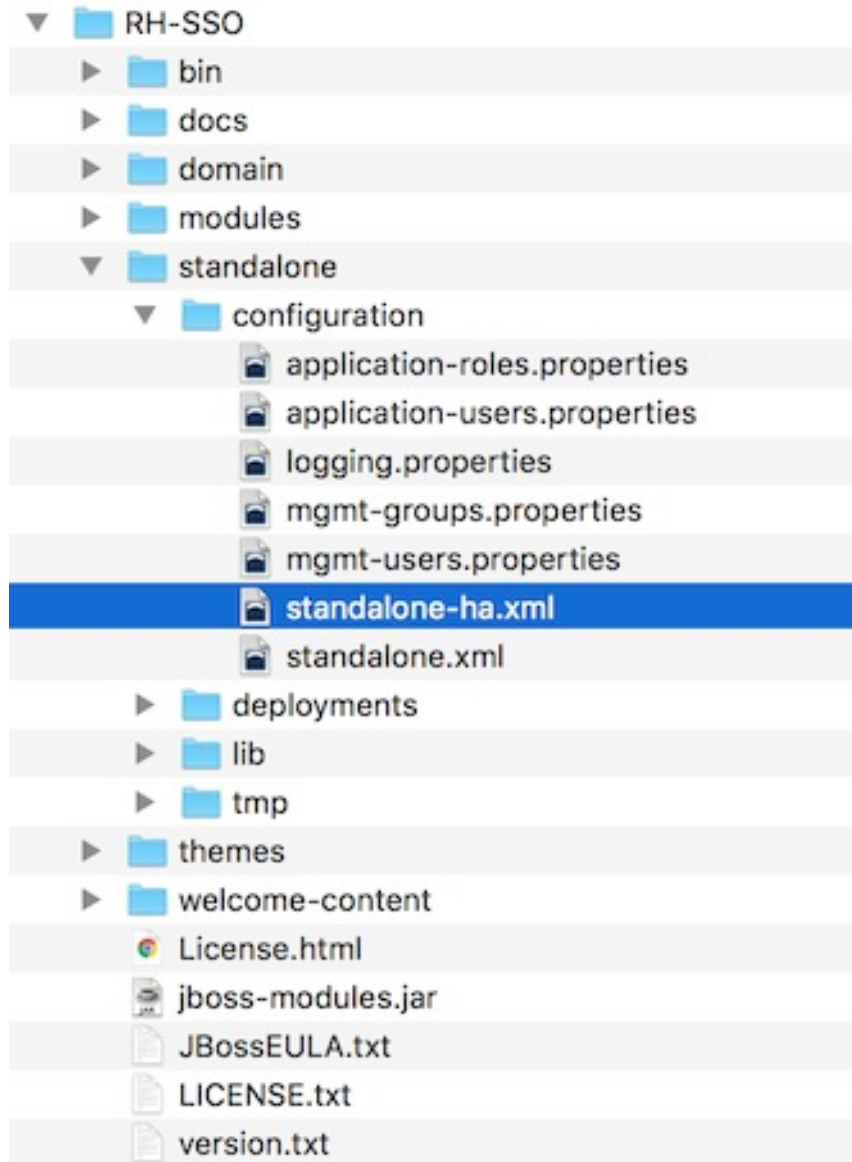 RH-SSO
bin
docs
domain
modules
standalone
configuration
application-roles.properties
application-users.properties
logging.properties
mgmt-groups.properties
mgmt-users.properties
standalone-ha.xml
standalone.xml
deployments
lib
tmp
themes
welcome-content
License.html
jboss-modules.jar
JBossEULA.txt
LICENSE.txt
version.txt